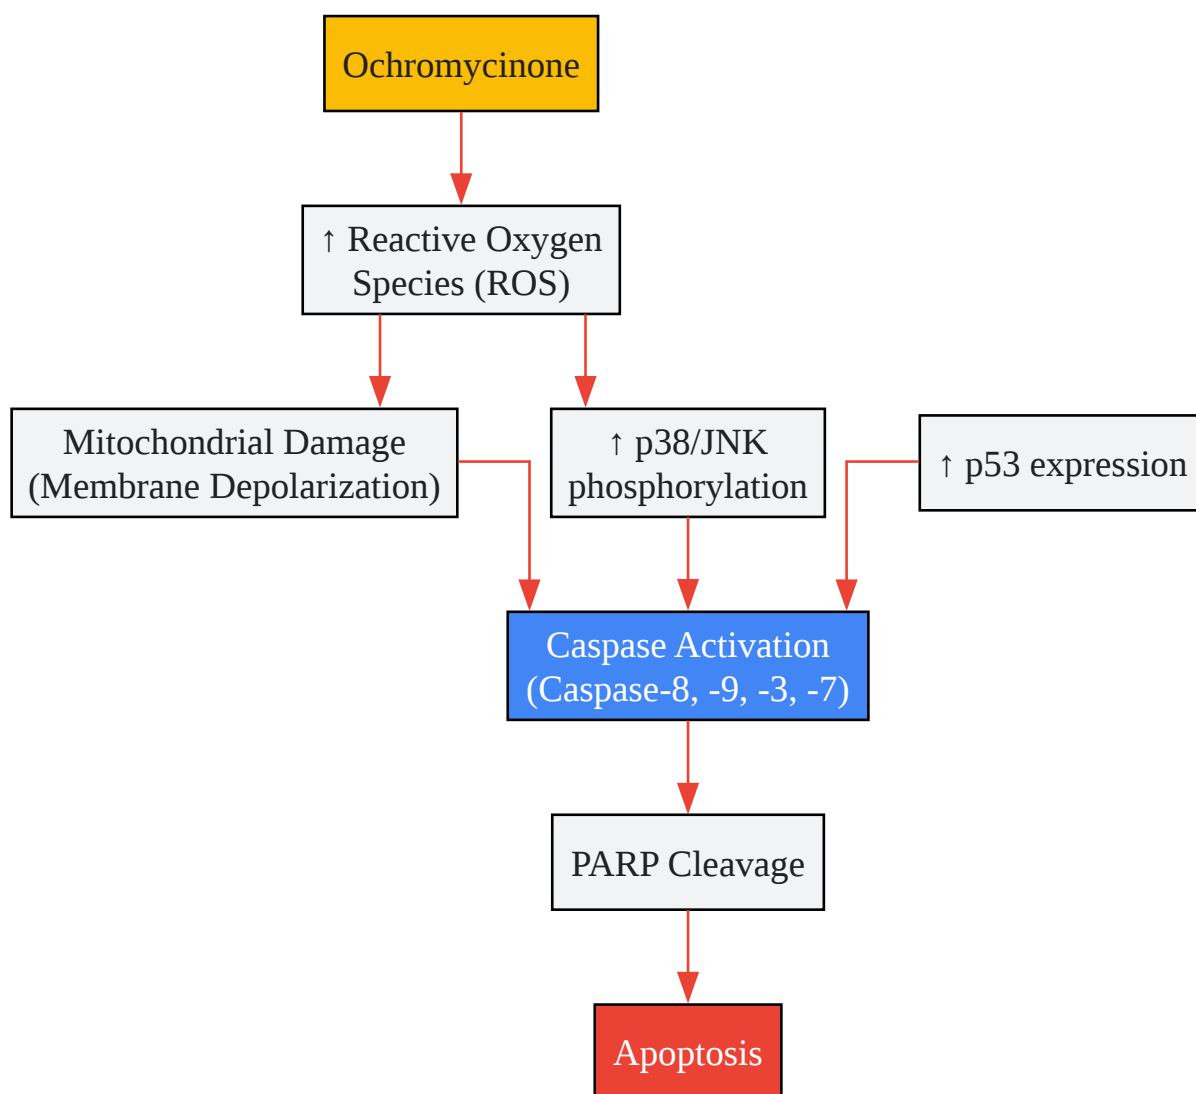 Ochromycinone
↑ Reactive Oxygen
Species (ROS)
Mitochondrial Damage
(Membrane Depolarization)
↑ p38/JNK
phosphorylation
↑ p53 expression
Caspase Activation
(Caspase-8, -9, -3, -7)
PARP Cleavage
Apoptosis